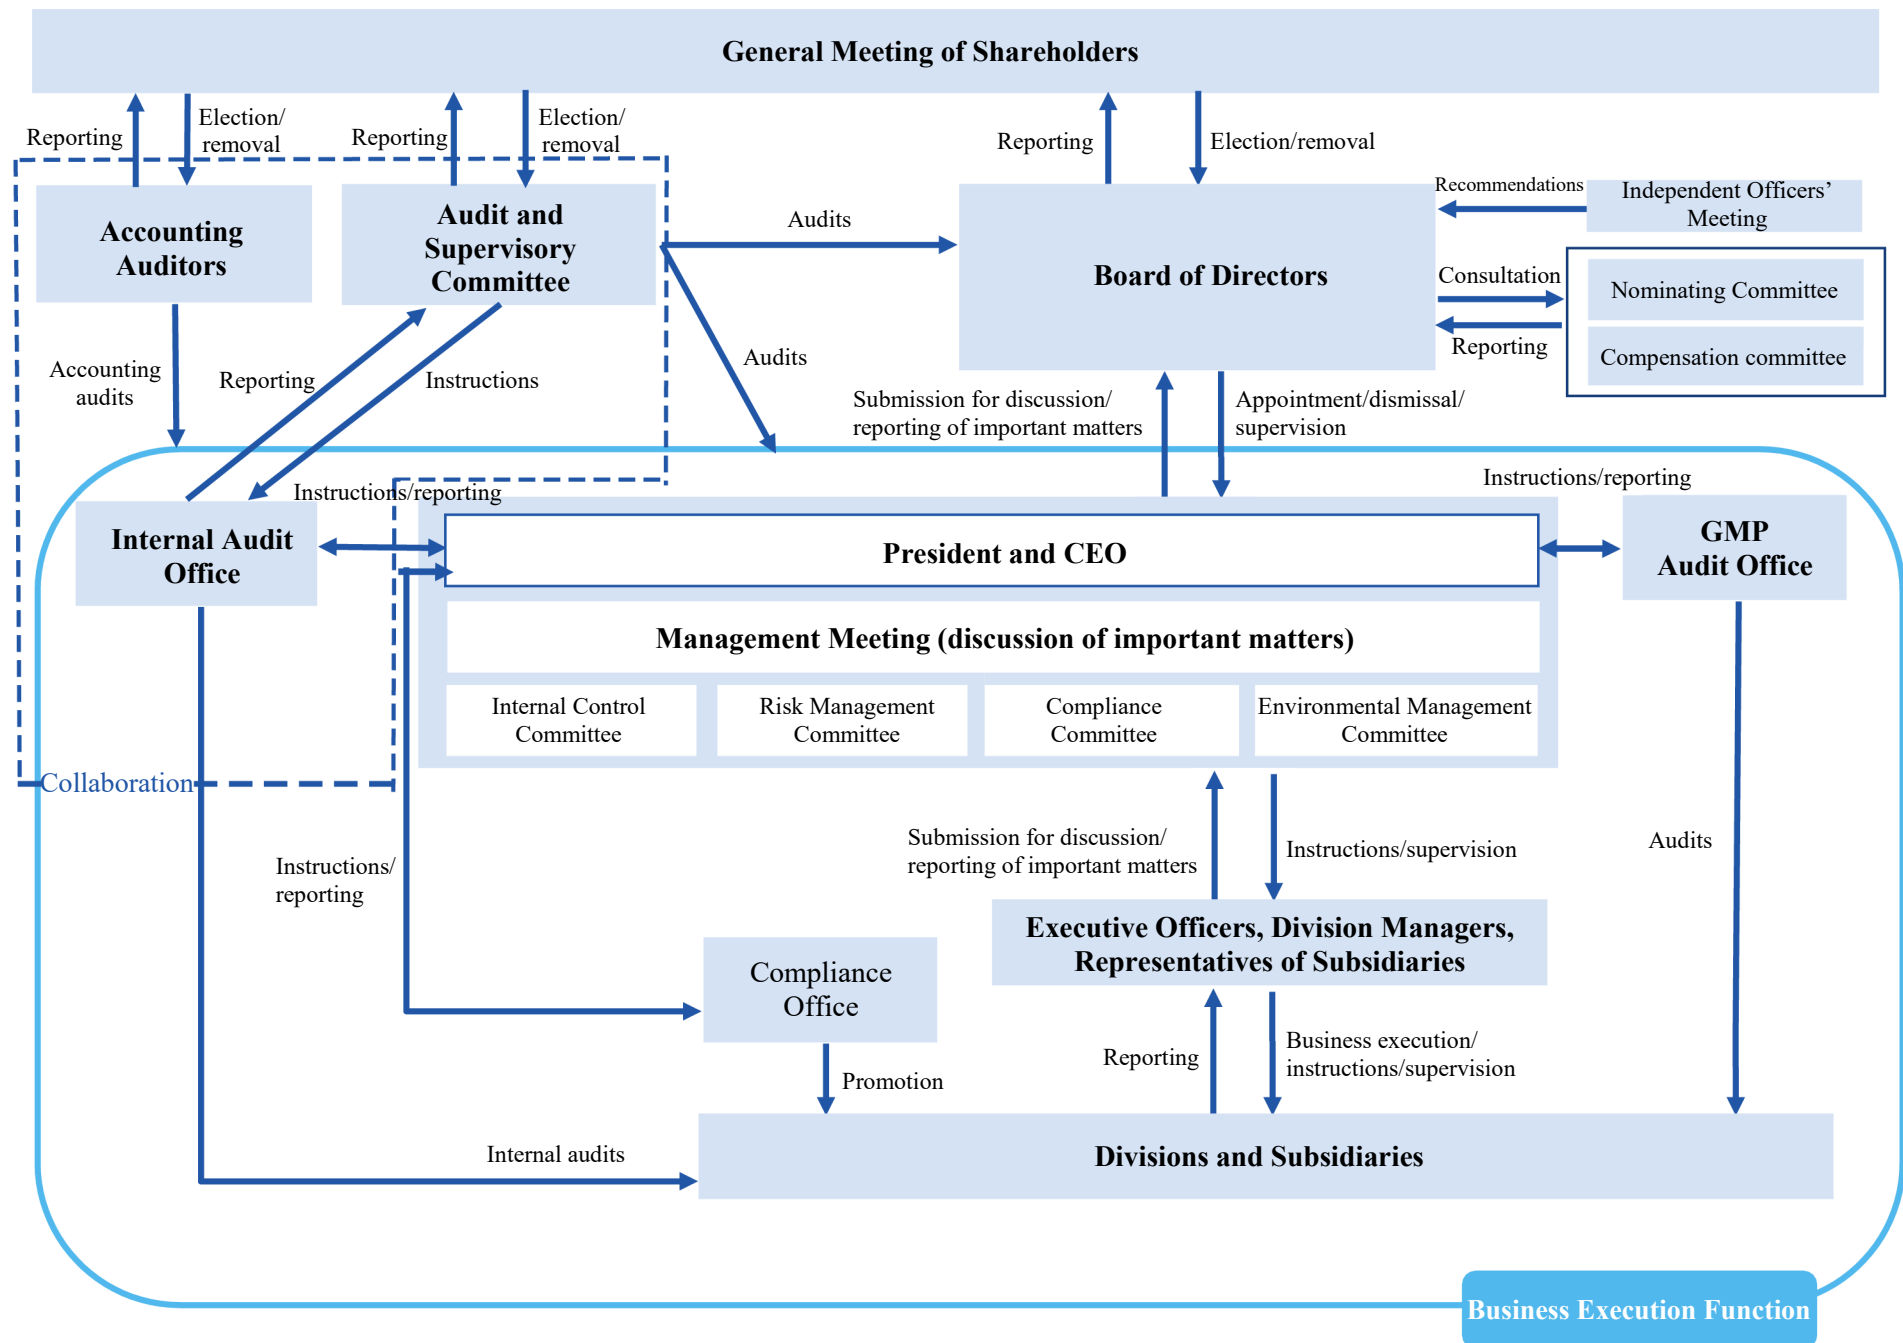 General Meeting of Shareholders
Reporting
Election/
removal
Reporting
Election/
removal
Reporting
Election/removal
Accounting
Auditors
Audit and
Supervisory
Committee
Audits
Board of Directors
Recommendations
Independent Officers’
Meeting
Consultation
Reporting
Nominating Committee
Compensation committee
Accounting
audits
Reporting
Instructions
Audits
Submission for discussion/
reporting of important matters
Appointment/dismissal/
supervision
Instructions/reporting
Instructions/reporting
Internal Audit
Office
President and CEO
GMP
Audit Office
Management Meeting (discussion of important matters)
Internal Control
Committee
Risk Management
Committee
Compliance
Committee
Environmental Management
Committee
Collaboration
Instructions/
reporting
Submission for discussion/
reporting of important matters
Instructions/supervision
Audits
Executive Officers, Division Managers,
Representatives of Subsidiaries
Compliance
Office
Promotion
Reporting
Business execution/
instructions/supervision
Internal audits
Divisions and Subsidiaries
Business Execution Function